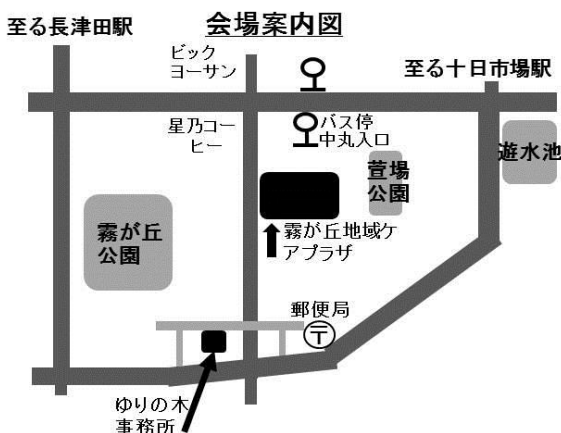 会場案内図
至る長津田駅
ビック
ヨーサン
至る十日市場駅
星乃コー
ヒー
バス停
中丸入口
遊水池
萱場
公園
霧が丘
公園
霧が丘地域ケ
アプラザ
郵便局
〒
ゆりの木
事務所